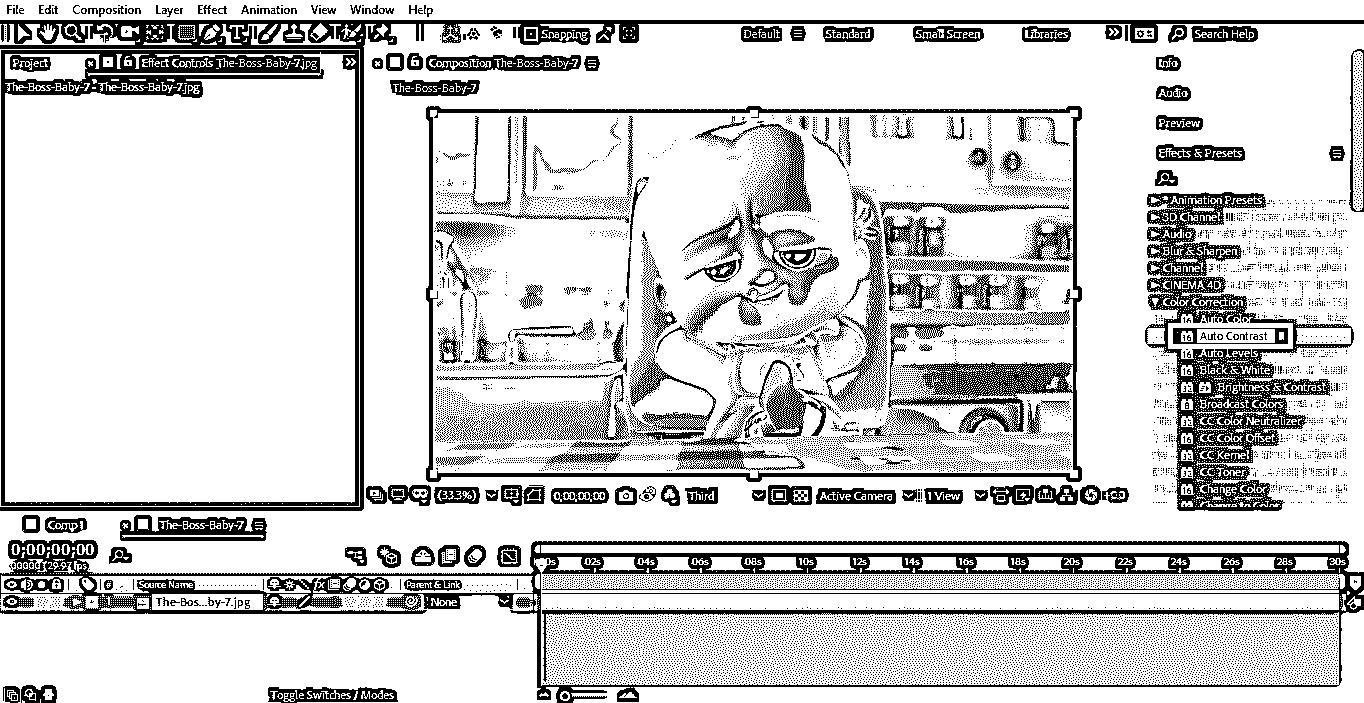 File Edit Composition Layer Effect Animation View Window Help
Snapping Default Standard Small Screen Libraries Search Help
Project Effect Controls The-Boss-Baby-7.jpg
The-Boss-Baby-7 - The-Boss-Baby-7.jpg
Composition The-Boss-Baby-7
The-Boss-Baby-7
Info
Audio
Preview
Effects & Presets
* Animation Presets
3D Channel
Audio
Blur & Sharpen
Channel
CINEMA 4D
Color Correction
Auto Color
Auto Contrast
Auto Levels
Black & White
Brightness & Contrast
Broadcast Colors
CC Color Neutralizer
CC Color Offset
CC Kernel
CC Toner
Change Color
Change to Color
(33.3%) 0;00;00;00 Third Active Camera 1 View
Comp 1 The-Boss-Baby-7
0;00;00;00
00000 (29.97 fps)
# Source Name Parent & Link
The-Bos...by-7.jpg None
02s 04s 06s 08s 10s 12s 14s 16s 18s 20s 22s 24s 26s 28s 30s
Toggle Switches / Modes